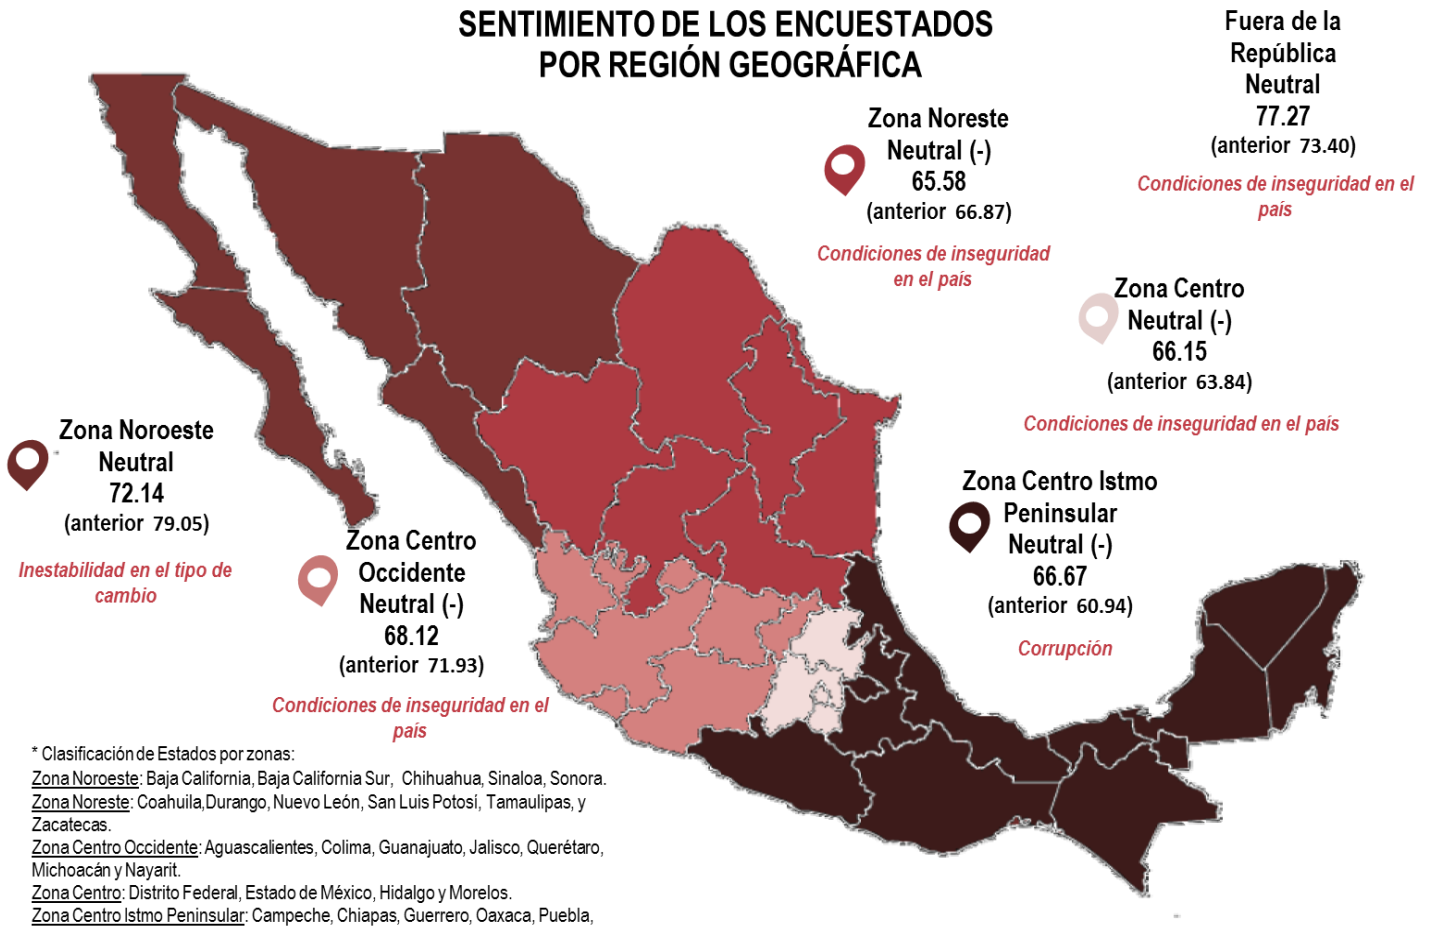 SENTIMIENTO DE LOS ENCUESTADOS
POR REGIÓN GEOGRÁFICA
Fuera de la
República
Neutral
77.27
(anterior 73.40)
Condiciones de inseguridad en el
país
Zona Noreste
Neutral (-)
65.58
(anterior 66.87)
Condiciones de inseguridad
en el país
Zona Centro
Neutral (-)
66.15
(anterior 63.84)
Condiciones de inseguridad en el país
Zona Noroeste
Neutral
72.14
(anterior 79.05)
Inestabilidad en el tipo de
cambio
Zona Centro Istmo
Peninsular
Neutral (-)
66.67
(anterior 60.94)
Corrupción
Zona Centro
Occidente
Neutral (-)
68.12
(anterior 71.93)
Condiciones de inseguridad en el
país
* Clasificación de Estados por zonas:
Zona Noroeste: Baja California, Baja California Sur, Chihuahua, Sinaloa, Sonora.
Zona Noreste: Coahuila,Durango, Nuevo León, San Luis Potosí, Tamaulipas, y
Zacatecas.
Zona Centro Occidente: Aguascalientes, Colima, Guanajuato, Jalisco, Querétaro,
Michoacán y Nayarit.
Zona Centro: Distrito Federal, Estado de México, Hidalgo y Morelos.
Zona Centro Istmo Peninsular: Campeche, Chiapas, Guerrero, Oaxaca, Puebla,